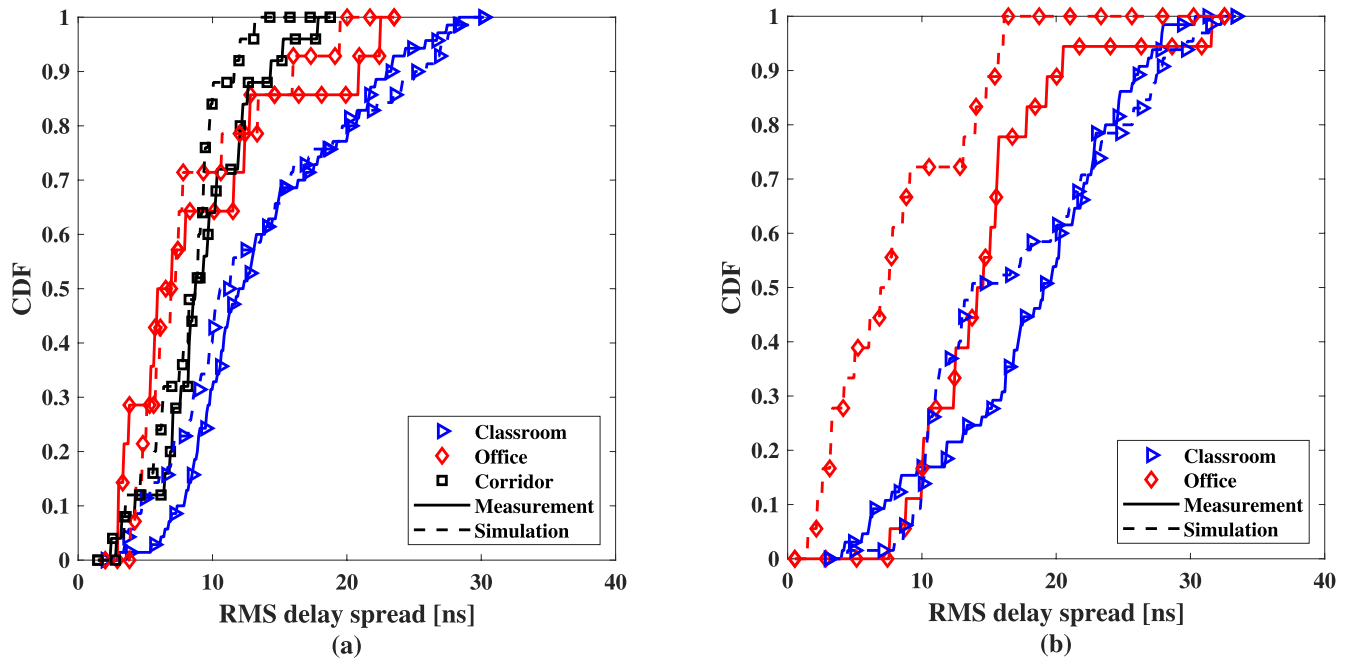 1
0.9
0.8
0.7
0.6
0.5
0.4
0.3
0.2
0.1
0
CDF
Classroom
Office
Corridor
Measurement
Simulation
0 10 20 30 40
RMS delay spread [ns]
(a)
1
0.9
0.8
0.7
0.6
0.5
0.4
0.3
0.2
0.1
0
CDF
Classroom
Office
Measurement
Simulation
0 10 20 30 40
RMS delay spread [ns]
(b)